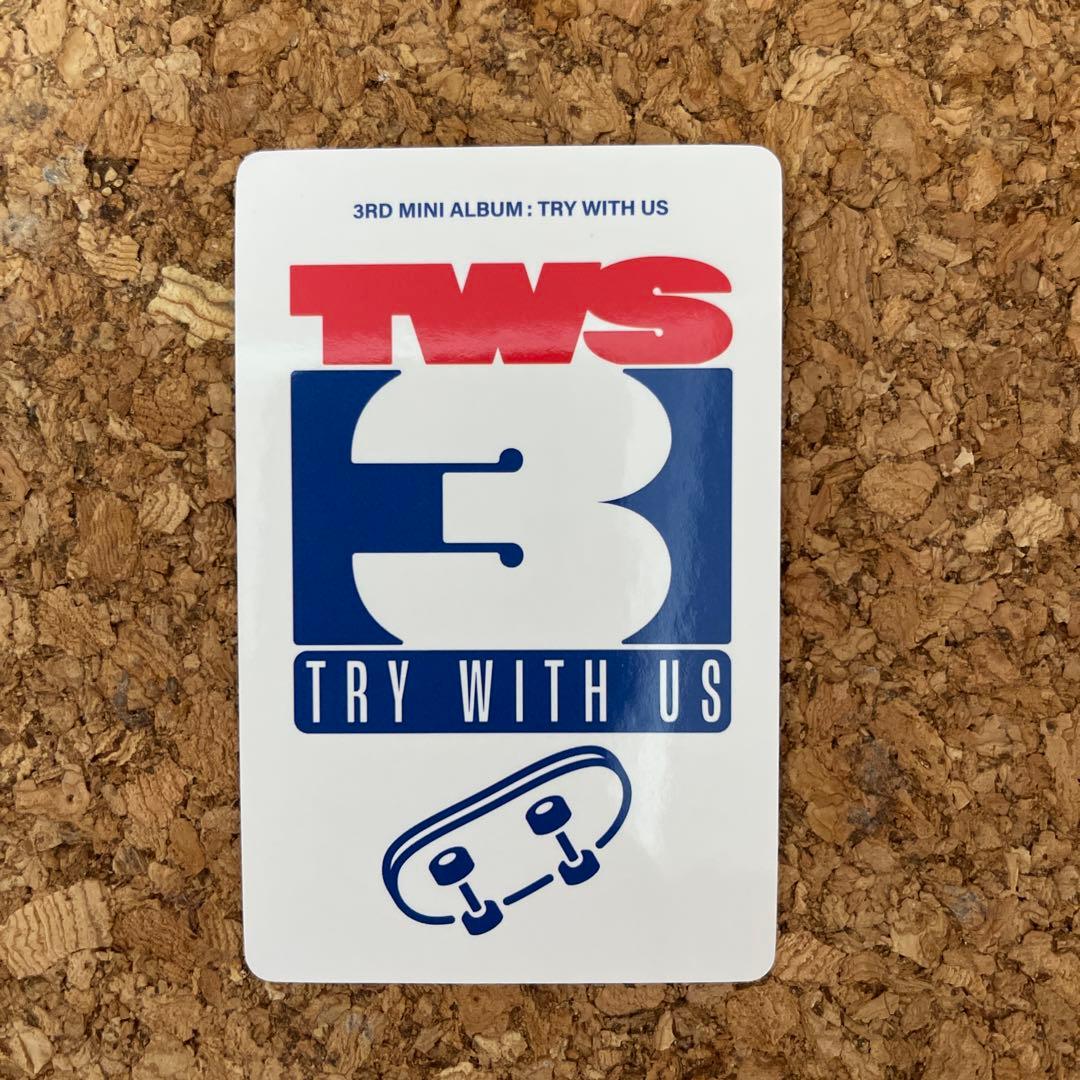 3RD MINI ALBUM : TRY WITH US
TWS
3
TRY WITH US